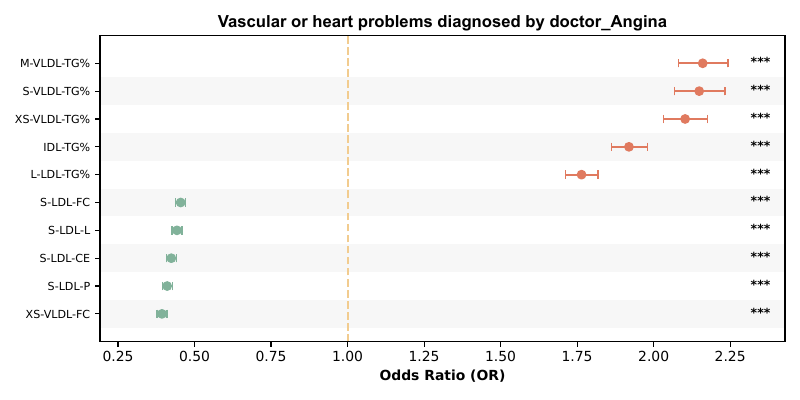 Vascular or heart problems diagnosed by doctor_Angina
M-VLDL-TG% ***
S-VLDL-TG% ***
XS-VLDL-TG% ***
IDL-TG% ***
L-LDL-TG% ***
S-LDL-FC ***
S-LDL-L ***
S-LDL-CE ***
S-LDL-P ***
XS-VLDL-FC ***
0.25 0.50 0.75 1.00 1.25 1.50 1.75 2.00 2.25
Odds Ratio (OR)